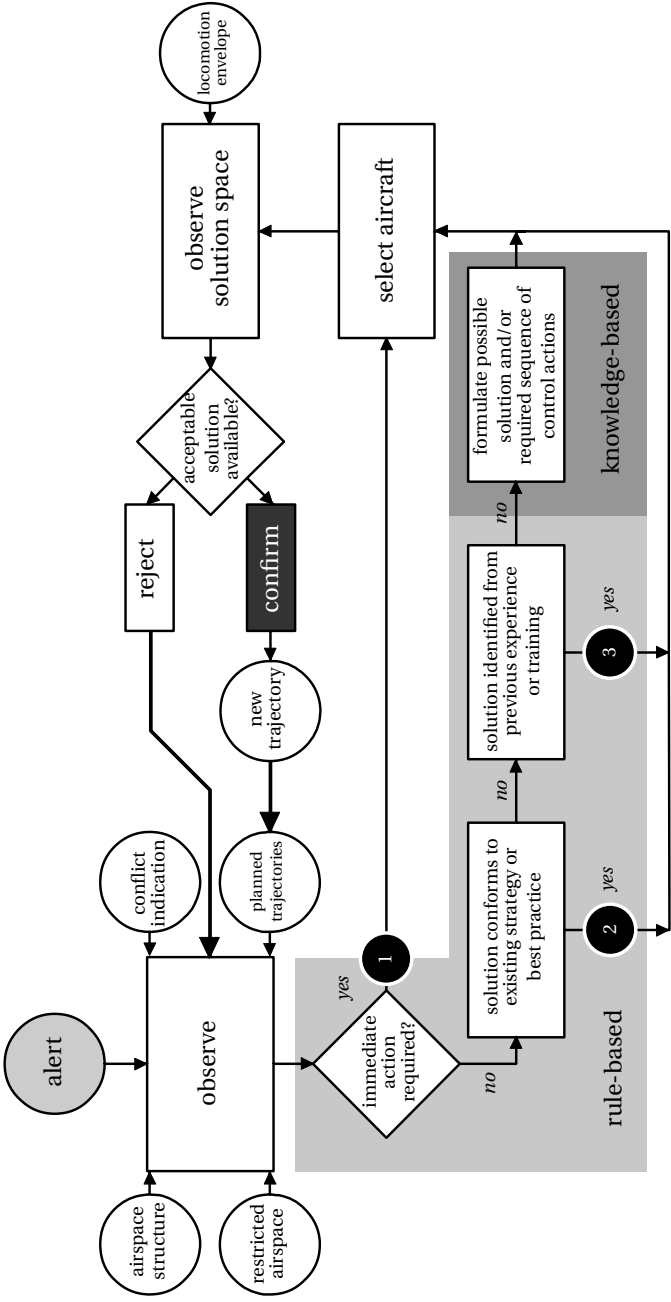 alert
airspace
structure
restricted
airspace
observe
conflict
indication
planned
trajectories
new
trajectory
reject
confirm
acceptable
solution
available?
observe
solution space
locomotion
envelope
select aircraft
immediate
action
required?
yes
1
no
solution conforms to
existing strategy or
best practice
yes
2
no
solution identified from
previous experience
or training
yes
3
no
formulate possible
solution and/or
required sequence of
control actions
rule-based
knowledge-based